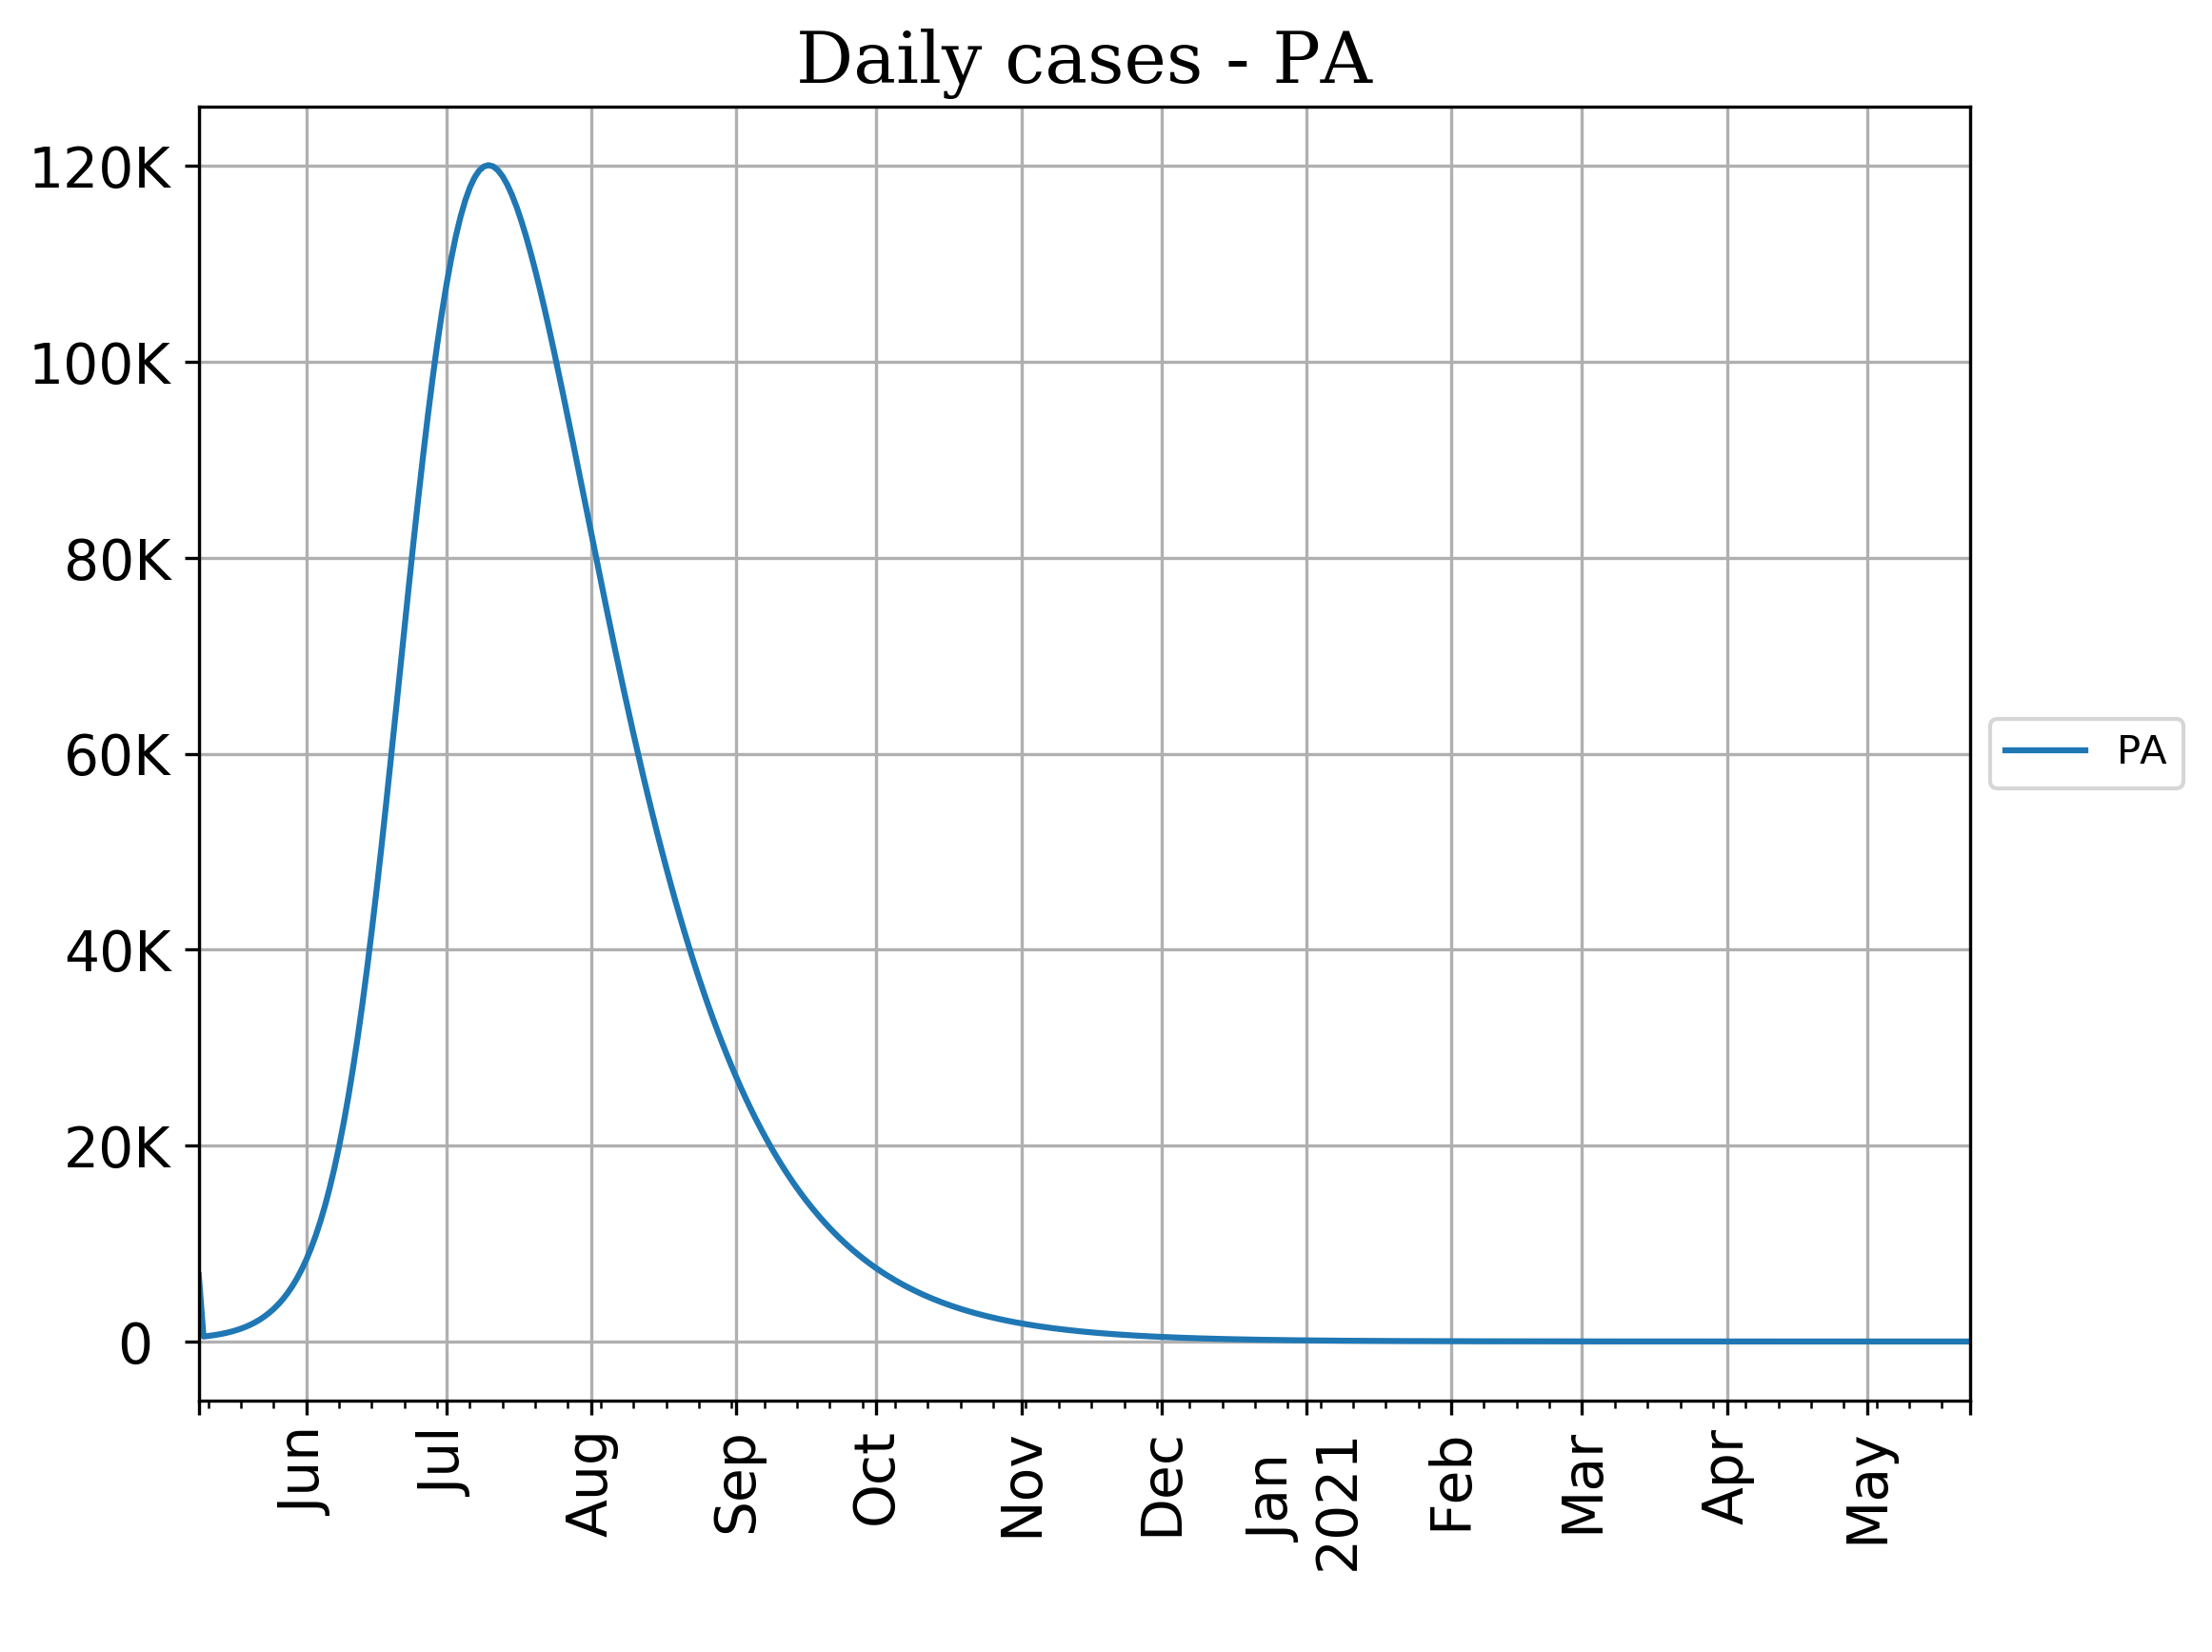 Daily cases - PA
120K
100K
80K
60K
40K
20K
0
PA
Jun
Jul
Aug
Sep
Oct
Nov
Dec
Jan
2021
Feb
Mar
Apr
May